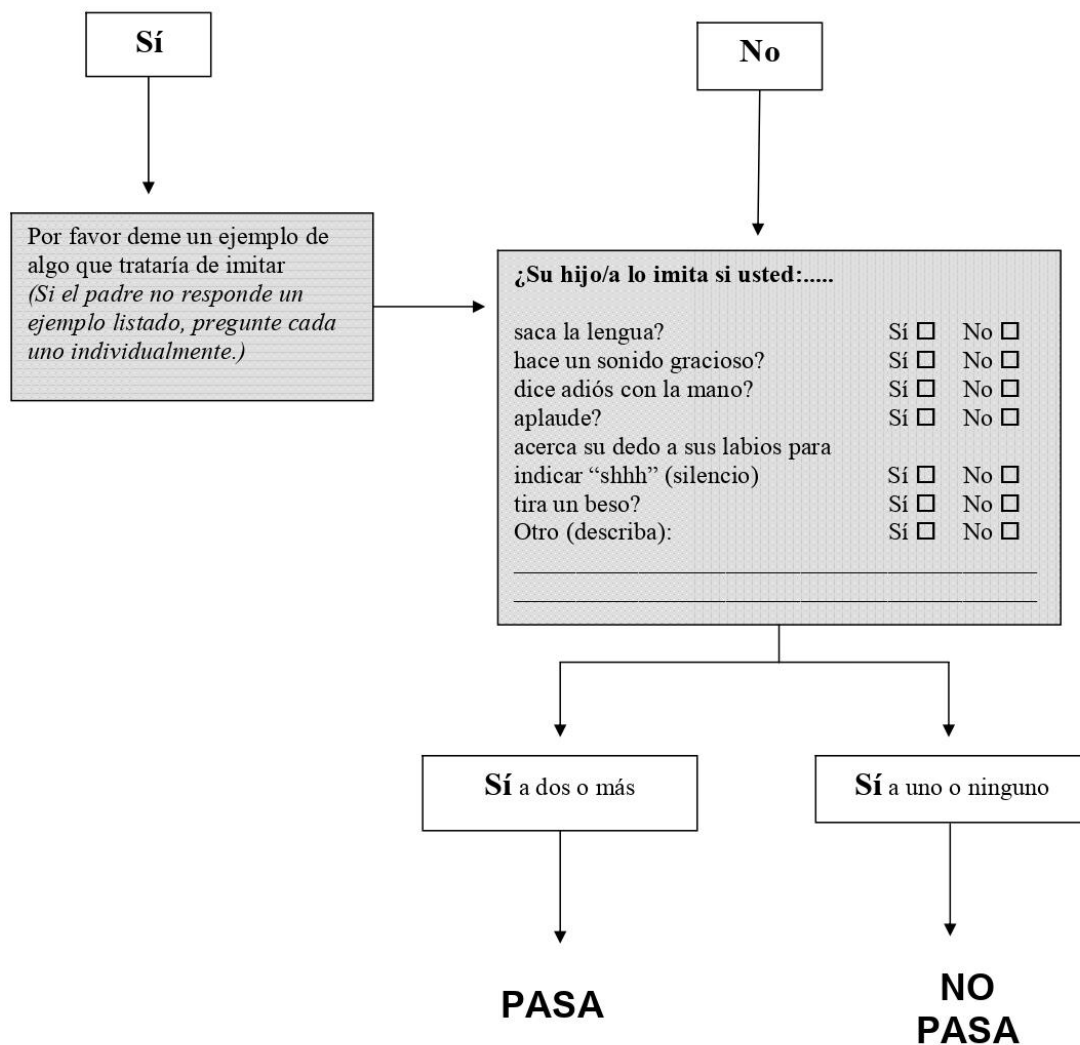 Sí
No
Por favor deme un ejemplo de
algo que trataría de imitar
(Si el padre no responde un
ejemplo listado, pregunte cada
uno individualmente.)
¿Su hijo/a lo imita si usted:.....
saca la lengua? Sí ☐ No ☐
hace un sonido gracioso? Sí ☐ No ☐
dice adiós con la mano? Sí ☐ No ☐
aplaude? Sí ☐ No ☐
acerca su dedo a sus labios para
indicar “shhh” (silencio) Sí ☐ No ☐
tira un beso? Sí ☐ No ☐
Otro (describa): Sí ☐ No ☐
Sí a dos o más
Sí a uno o ninguno
PASA
NO
PASA